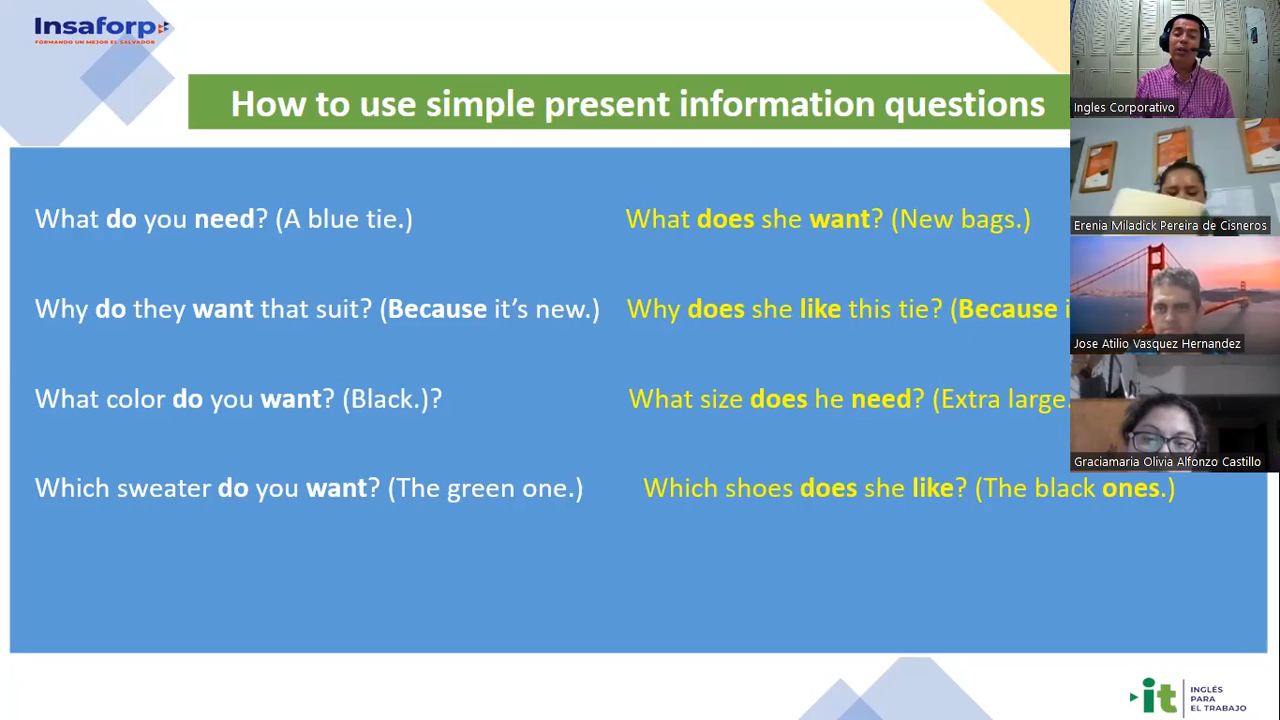 Insaforp
FORMANDO UN MEJOR EL SALVADOR
How to use simple present information questions
What do you need? (A blue tie.)
What does she want? (New bags.)
Why do they want that suit? (Because it's new.)
Why does she like this tie? (Because
What color do you want? (Black.)?
What size does he need? (Extra large.
Which sweater do you want? (The green one.)
Which shoes does she like? (The black ones.)
Ingles Corporativo
Erenia Miladick Pereira de Cisneros
Jose Atilio Vasquez Hernandez
Graciamaria Olivia Alfonzo Castillo
it
INGLÉS
PARA
EL TRABAJO